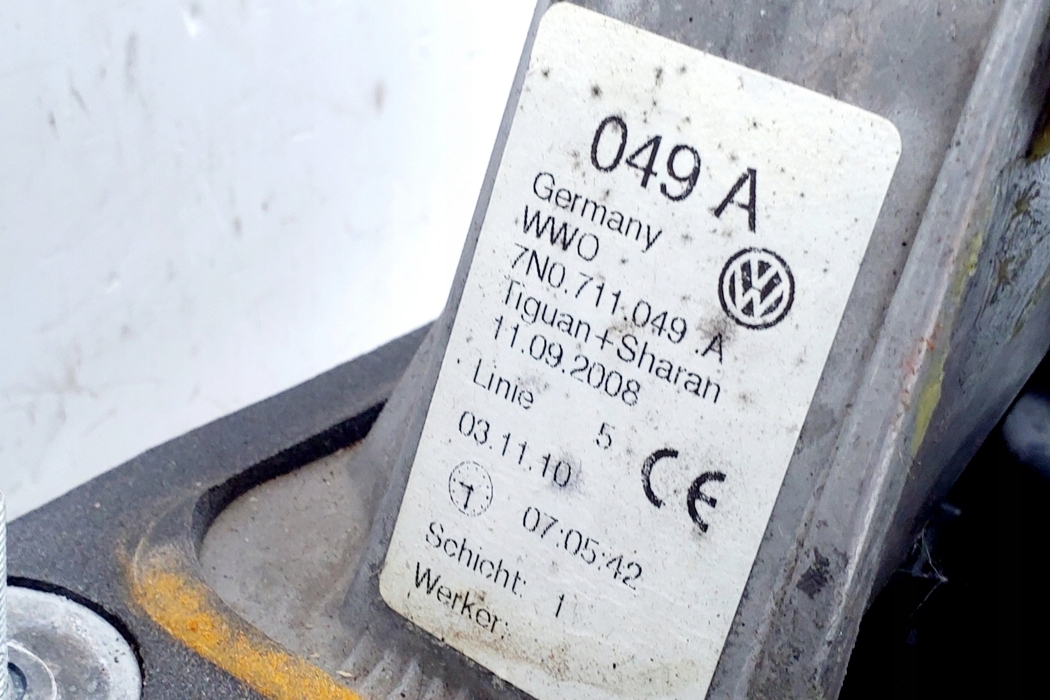 049 A
Germany
WWO
7N0.711.049 .A
Tiguan+Sharan
11.09.2008
Linie 5
03.11.10
CE
07:05:42
Schicht: 1
Werker: